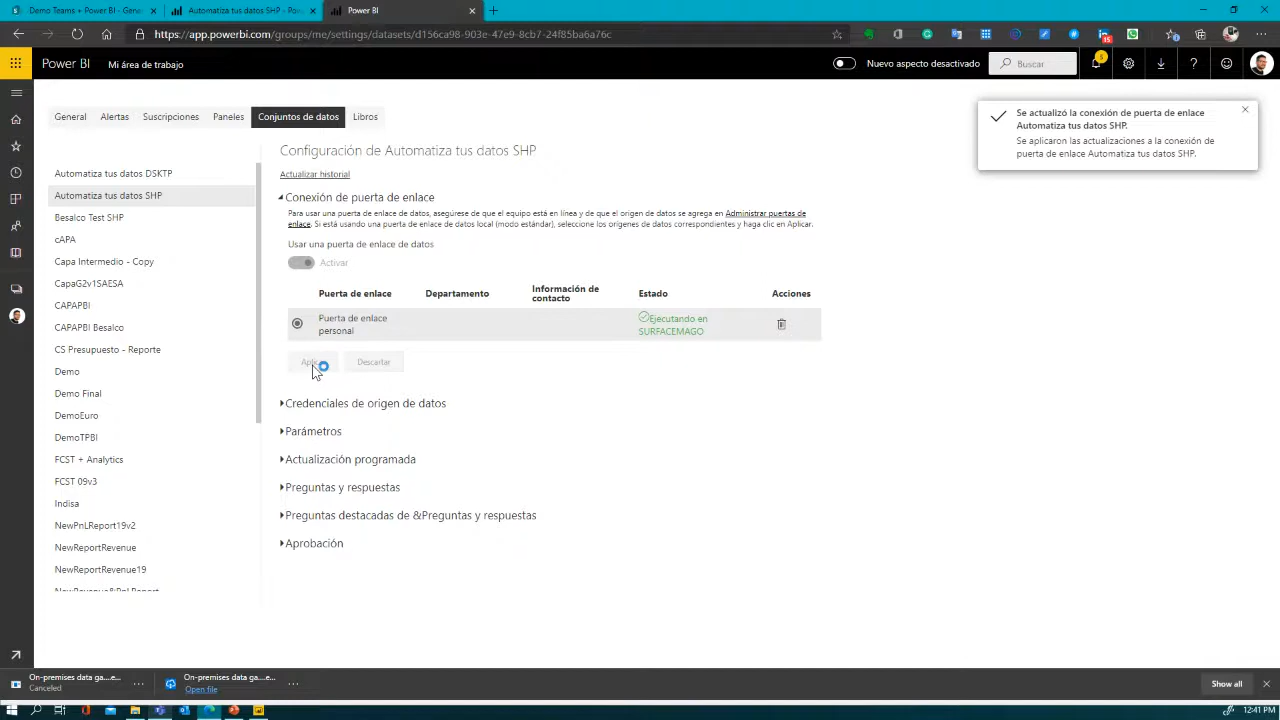 Demo Teams + Power BI - Gene
Automatiza tus datos SHP - Pow
Power BI
https://app.powerbi.com/groups/me/settings/datasets/d156ca98-903e-47e9-8cb7-24f85ba6a76c
15
Power BI
Mi área de trabajo
Nuevo aspecto desactivado
Buscar
5
General
Alertas
Suscripciones
Paneles
Conjuntos de datos
Libros
Se actualizó la conexión de puerta de enlace
Automatiza tus datos SHP.
Se aplicaron las actualizaciones a la conexión de
puerta de enlace Automatiza tus datos SHP.
Automatiza tus datos DSKTP
Automatiza tus datos SHP
Besalco Test SHP
cAPA
Capa Intermedio - Copy
CapaG2v1SAESA
CAPAPBI
CAPAPBI Besalco
CS Presupuesto - Reporte
Demo
Demo Final
DemoEuro
DemoTPBI
FCST + Analytics
FCST 09v3
Indisa
NewPnLReport19v2
NewReportRevenue
NewReportRevenue19
NewRevenue&PnLReport
Configuración de Automatiza tus datos SHP
Actualizar historial
Conexión de puerta de enlace
Para usar una puerta de enlace de datos, asegúrese de que el equipo está en línea y de que el origen de datos se agrega en Administrar puertas de
enlace. Si está usando una puerta de enlace de datos local (modo estándar), seleccione los orígenes de datos correspondientes y haga clic en Aplicar.
Usar una puerta de enlace de datos
Activar
Puerta de enlace
Departamento
Información de
contacto
Estado
Acciones
Puerta de enlace
personal
Ejecutando en
SURFACEMAGO
Descartar
Credenciales de origen de datos
Parámetros
Actualización programada
Preguntas y respuestas
Preguntas destacadas de &Preguntas y respuestas
Aprobación
On-premises data ga....e...
Canceled
On-premises data ga....e...
Open file
Show all
12:41 PM